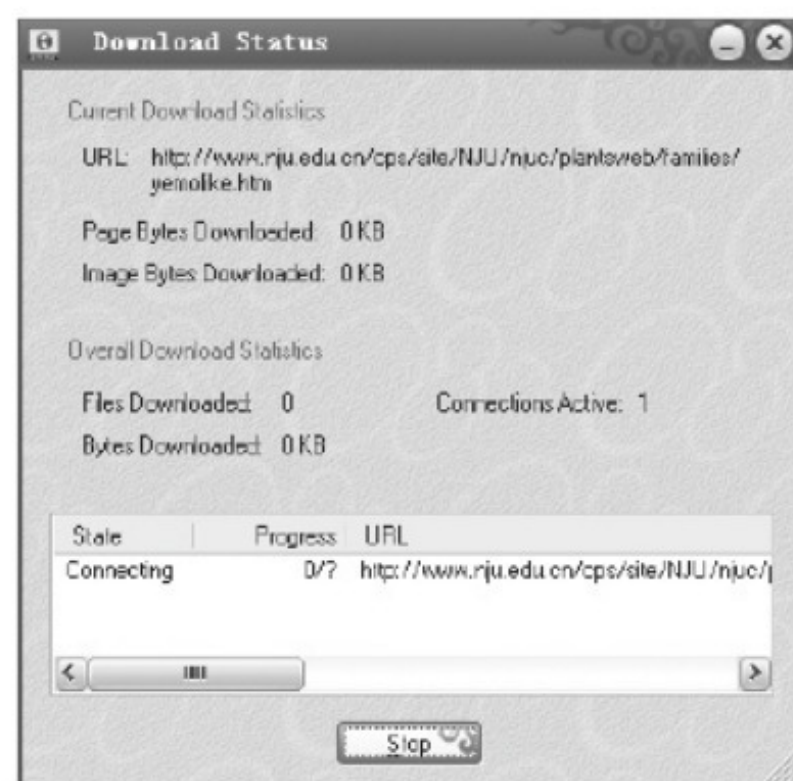 Download Status
Current Download Statistics
URL: http://www.nju.edu.cn/cps/site/NJU/njuc/plantsweb/families/
yemolike.htm
Page Bytes Downloaded: 0 KB
Image Bytes Downloaded: 0 KB
Overall Download Statistics
Files Downloaded: 0 Connections Active: 1
Bytes Downloaded: 0 KB
State Progress URL
Connecting 0/? http://www.nju.edu.cn/cps/site/NJU/njuc/p
Stop